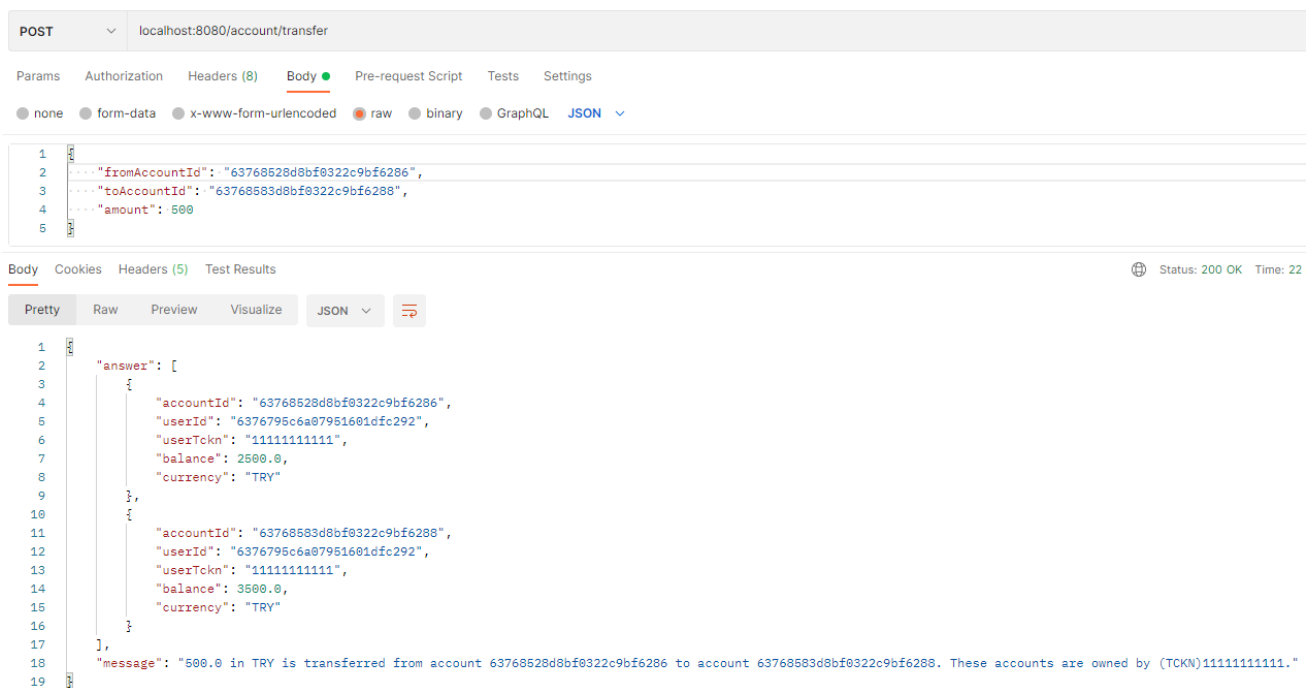 POST localhost:8080/account/transfer
Params Authorization Headers (8) Body Pre-request Script Tests Settings
none form-data x-www-form-urlencoded raw binary GraphQL JSON
1 {
2 "fromAccountId": "63768528d8bf0322c9bf6286",
3 "toAccountId": "63768583d8bf0322c9bf6288",
4 "amount": 500
5 }
Body Cookies Headers (5) Test Results Status: 200 OK Time: 22
Pretty Raw Preview Visualize JSON
1 {
2 "answer": [
3 {
4 "accountId": "63768528d8bf0322c9bf6286",
5 "userId": "6376795c6a07951601dfc292",
6 "userTckn": "11111111111",
7 "balance": 2500.0,
8 "currency": "TRY"
9 },
10 {
11 "accountId": "63768583d8bf0322c9bf6288",
12 "userId": "6376795c6a07951601dfc292",
13 "userTckn": "11111111111",
14 "balance": 3500.0,
15 "currency": "TRY"
16 }
17 ],
18 "message": "500.0 in TRY is transferred from account 63768528d8bf0322c9bf6286 to account 63768583d8bf0322c9bf6288. These accounts are owned by (TCKN)11111111111."
19 }